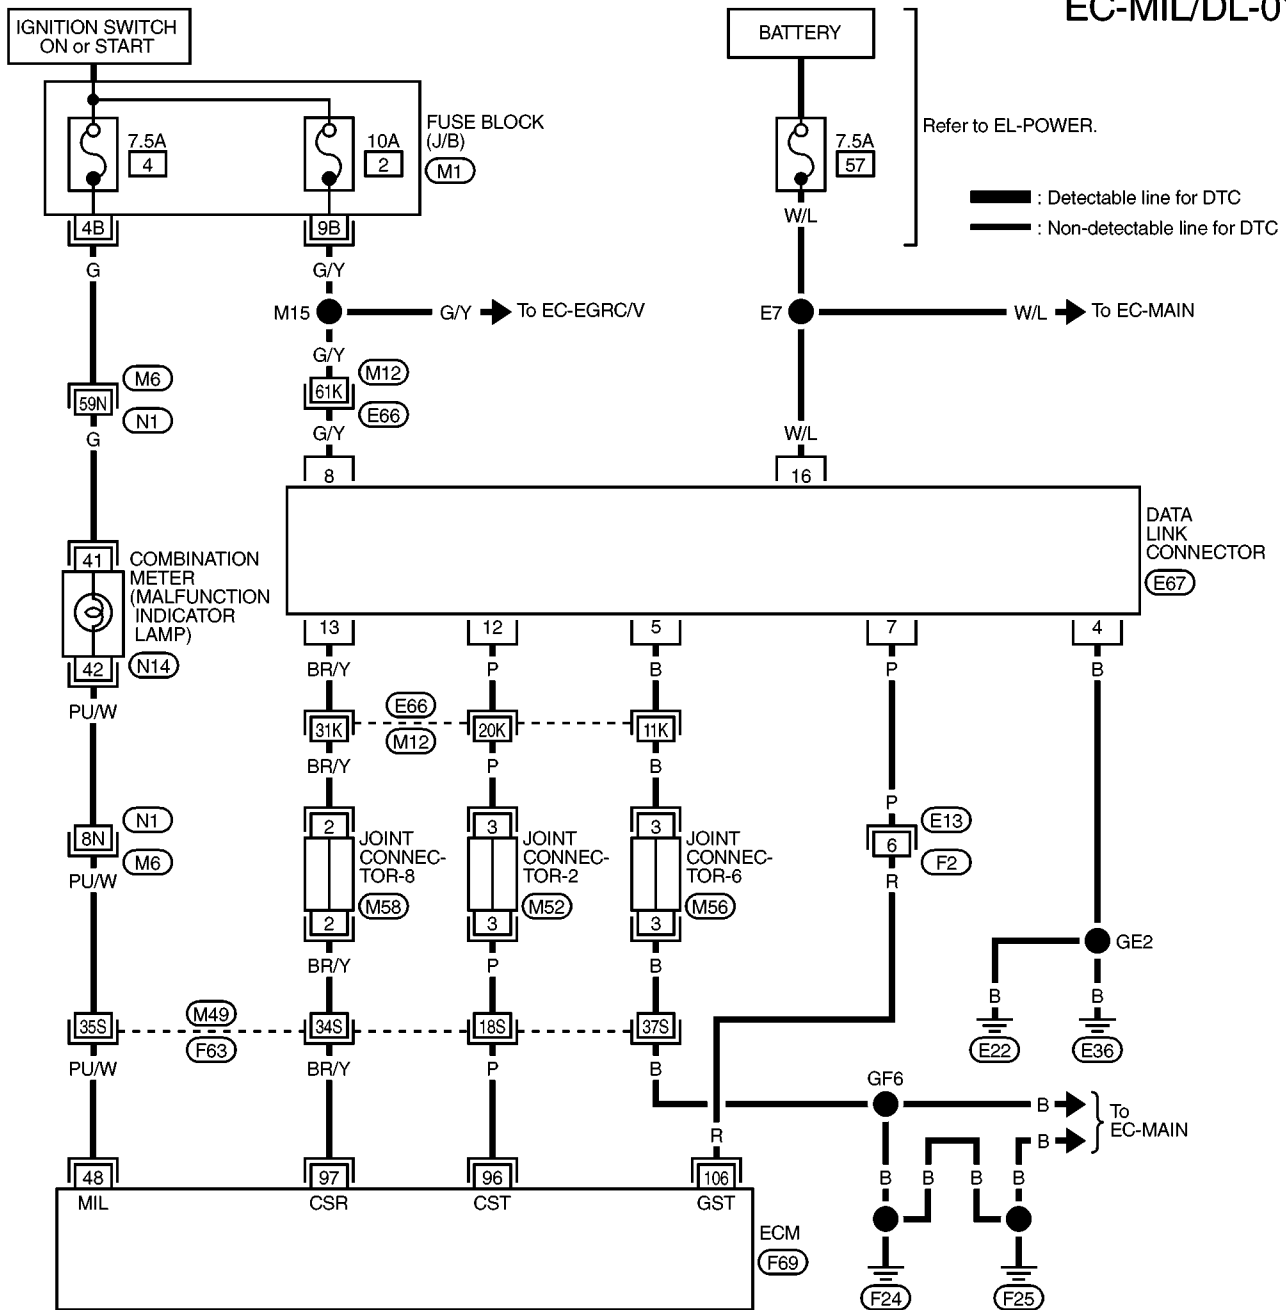 EC-MIL/DL-01
IGNITION SWITCH
ON or START
BATTERY
7.5A
4
10A
2
FUSE BLOCK
(J/B)
M1
7.5A
57
Refer to EL-POWER.
: Detectable line for DTC
: Non-detectable line for DTC
4B
9B
W/L
G
G/Y
M15
G/Y
To EC-EGRC/V
E7
W/L
To EC-MAIN
G/Y
M6
59N
N1
M12
61K
E66
G
G/Y
W/L
8
16
DATA
LINK
CONNECTOR
E67
41
COMBINATION
METER
(MALFUNCTION
INDICATOR
LAMP)
42
N14
13
12
5
7
4
BR/Y
P
B
P
B
PU/W
E66
31K
20K
11K
M12
BR/Y
P
B
P
N1
8N
M6
2
JOINT
CONNEC-
TOR-8
M58
2
3
JOINT
CONNEC-
TOR-2
M52
3
3
JOINT
CONNEC-
TOR-6
M56
3
E13
6
F2
PU/W
R
GE2
BR/Y
P
B
B
B
M49
35S
34S
18S
37S
F63
E22
E36
PU/W
BR/Y
P
B
GF6
B
To
EC-MAIN
B
R
B
B
B
B
48
97
96
106
MIL
CSR
CST
GST
ECM
F69
F24
F25